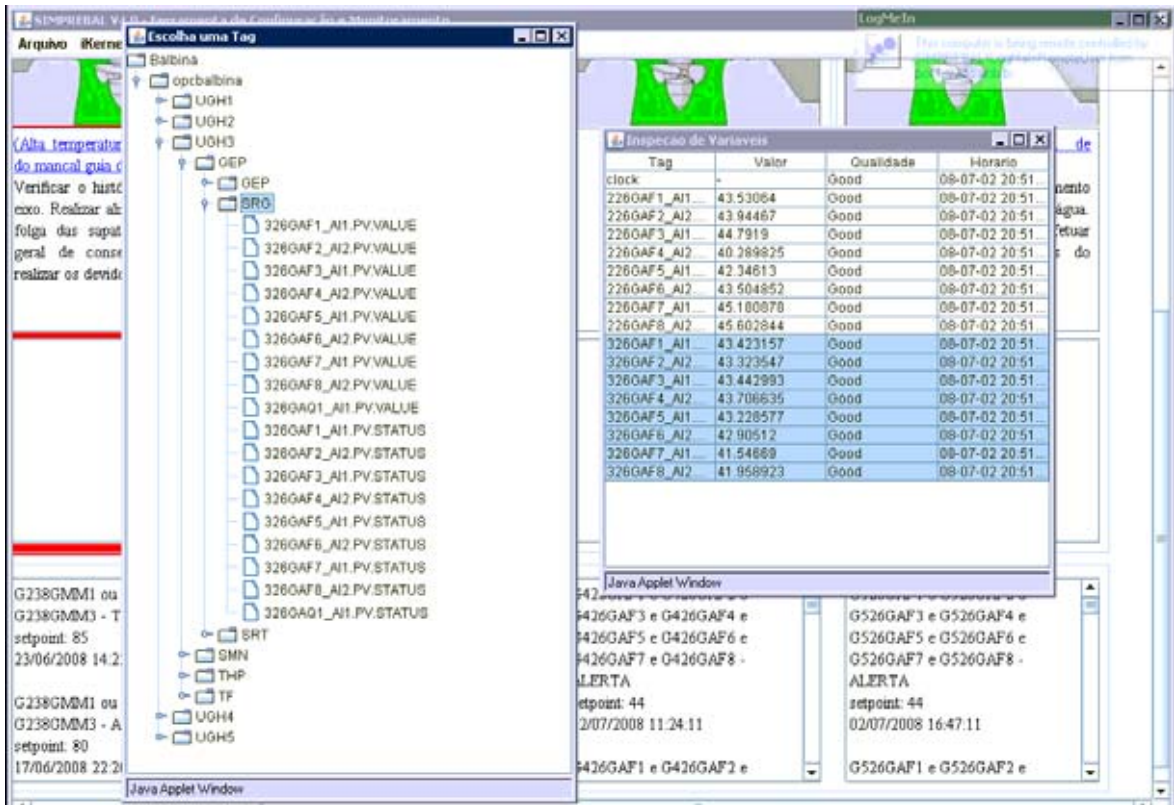 SIMPREBAL V1.0 - Ferramenta de Configuração e Monitoramento
LogMeIn
Arquivo iKerne
This computer is being remote controlled by
(Alta temperatur
do mancal guia d
Verificar o histó
eixo. Realizar
folga das sapat
geral de conse
realizar os devido
G238GMM1 ou
G238GMM3 - T
setpoint: 85
23/06/2008 14:2
G238GMM1 ou
G238GMM3 - A
setpoint: 80
17/06/2008 22:2
Escolha uma Tag
Balbina
opcbalbina
UGH1
UGH2
UGH3
GEP
GEP
SRG
326GAF1_AI1.PV.VALUE
326GAF2_AI2.PV.VALUE
326GAF3_AI1.PV.VALUE
326GAF4_AI2.PV.VALUE
326GAF5_AI1.PV.VALUE
326GAF6_AI2.PV.VALUE
326GAF7_AI1.PV.VALUE
326GAF8_AI2.PV.VALUE
326GAQ1_AI1.PV.VALUE
326GAF1_AI1.PV.STATUS
326GAF2_AI2.PV.STATUS
326GAF3_AI1.PV.STATUS
326GAF4_AI2.PV.STATUS
326GAF5_AI1.PV.STATUS
326GAF6_AI2.PV.STATUS
326GAF7_AI1.PV.STATUS
326GAF8_AI2.PV.STATUS
326GAQ1_AI1.PV.STATUS
SRT
SMN
THP
TF
UGH4
UGH5
Java Applet Window
Inspecao de Variaveis
Tag Valor Qualidade Horario
clock - Good 08-07-02 20:51...
226GAF1_AI1.... 43.53064 Good 08-07-02 20:51...
226GAF2_AI2.... 43.94467 Good 08-07-02 20:51...
226GAF3_AI1.... 44.7919 Good 08-07-02 20:51...
226GAF4_AI2.... 40.289825 Good 08-07-02 20:51...
226GAF5_AI1.... 42.34613 Good 08-07-02 20:51...
226GAF6_AI2.... 43.504852 Good 08-07-02 20:51...
226GAF7_AI1.... 45.180878 Good 08-07-02 20:51...
226GAF8_AI2.... 45.602844 Good 08-07-02 20:51...
326GAF1_AI1.... 43.423157 Good 08-07-02 20:51...
326GAF2_AI2.... 43.323547 Good 08-07-02 20:51...
326GAF3_AI1.... 43.442993 Good 08-07-02 20:51...
326GAF4_AI2.... 43.706635 Good 08-07-02 20:51...
326GAF5_AI1.... 43.228577 Good 08-07-02 20:51...
326GAF6_AI2.... 42.90512 Good 08-07-02 20:51...
326GAF7_AI1.... 41.54669 Good 08-07-02 20:51...
326GAF8_AI2.... 41.958923 Good 08-07-02 20:51...
Java Applet Window
de
mento
água.
fetuar
s do
G426GAF3 e G426GAF4 e
G426GAF5 e G426GAF6 e
G426GAF7 e G426GAF8 -
ALERTA
setpoint: 44
2/07/2008 11:24:11
G426GAF1 e G426GAF2 e
G526GAF3 e G526GAF4 e
G526GAF5 e G526GAF6 e
G526GAF7 e G526GAF8 -
ALERTA
setpoint: 44
02/07/2008 16:47:11
G526GAF1 e G526GAF2 e